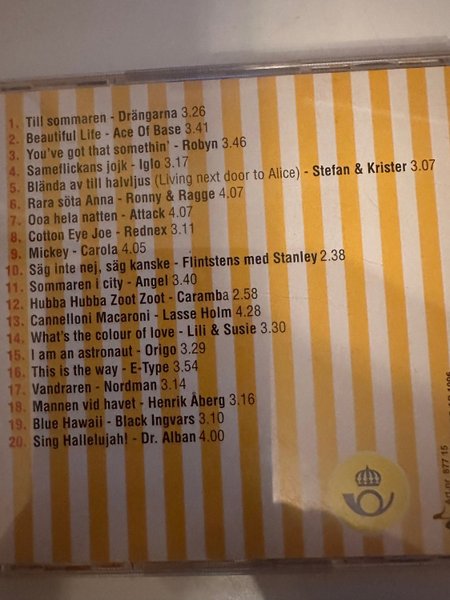 1. Till sommaren - Drängarna 3.26
2. Beautiful Life - Ace Of Base 3.41
3. You've got that somethin' - Robyn 3.46
4. Sameflickans jojk - Iglo 3.17
5. Blända av till halvljus (Living next door to Alice) - Stefan & Krister 3.07
6. Rara söta Anna - Ronny & Ragge 4.07
7. Ooa hela natten - Attack 4.07
8. Cotton Eye Joe - Rednex 3.11
9. Mickey - Carola 4.05
10. Säg inte nej, säg kanske - Flintstens med Stanley 2.38
11. Sommaren i city - Angel 3.40
12. Hubba Hubba Zoot Zoot - Caramba 2.58
13. Cannelloni Macaroni - Lasse Holm 4.28
14. What's the colour of love - Lili & Susie 3.30
15. I am an astronaut - Origo 3.29
16. This is the way - E-Type 3.54
17. Vandraren - Nordman 3.14
18. Mannen vid havet - Henrik Åberg 3.16
19. Blue Hawaii - Black Ingvars 3.10
20. Sing Hallelujah! - Dr. Alban 4.00
Art.nr. 877 15